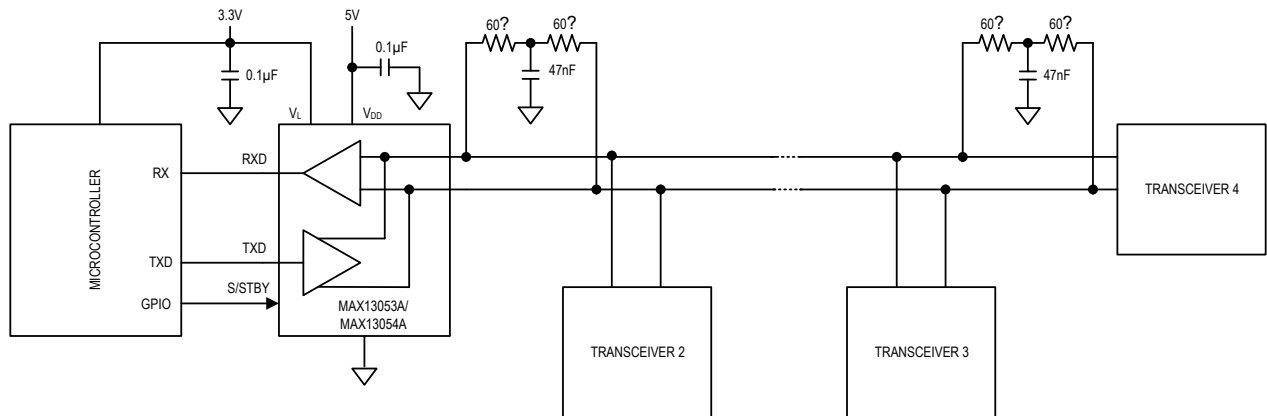 3.3V
5V
60?
60?
60?
60?
0.1µF
0.1µF
47nF
47nF
VL
VDD
MICROCONTROLLER
RX
RXD
TXD
TXD
GPIO
S/STBY
MAX13053A/
MAX13054A
TRANSCEIVER 4
TRANSCEIVER 2
TRANSCEIVER 3